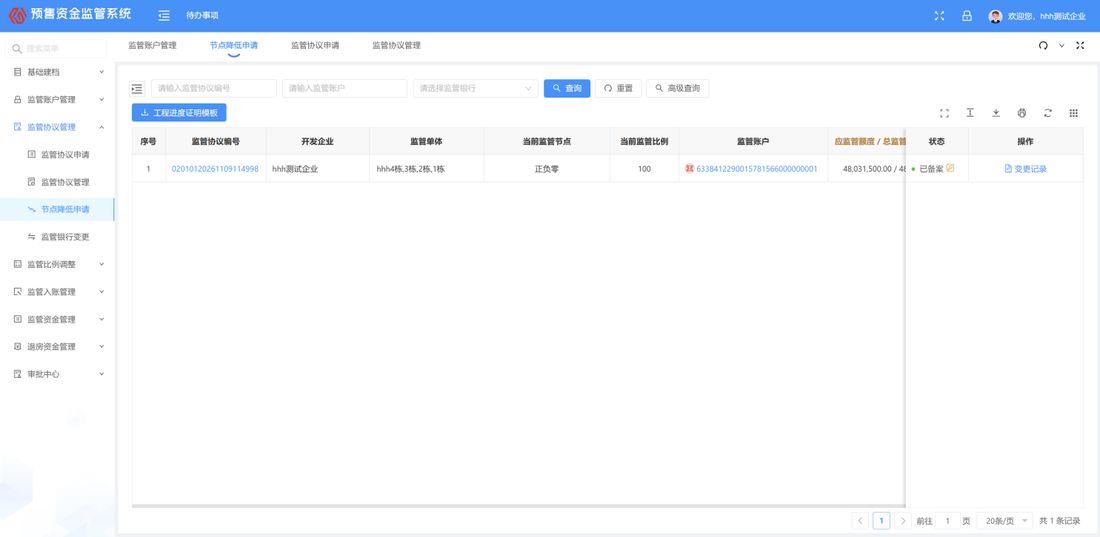 预售资金监管系统
待办事项
欢迎您，hhh测试企业
搜索菜单
监管账户管理 节点降低申请 监管协议申请 监管协议管理
基础建档
监管账户管理
监管协议管理
监管协议申请
监管协议管理
节点降低申请
监管银行变更
监管比例调整
监管入账管理
监管资金管理
退房资金管理
审批中心
请输入监管协议编号 请输入监管账户 请选择监管银行 查询 重置 高级查询
工程进度证明模板
序号 监管协议编号 开发企业 监管单体 当前监管节点 当前监管比例 监管账户 应监管额度 / 总监管 状态 操作
1 02010120261109114998 hhh测试企业 hhh4栋,3栋,2栋,1栋 正负零 100 6338412290015781566000000001 48,031,500.00 / 48 已备案 变更记录
1 前往 1 页 20条/页 共 1 条记录